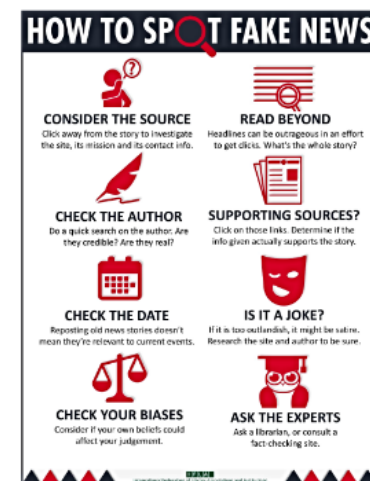 HOW TO SPOT FAKE NEWS
CONSIDER THE SOURCE
Click away from the story to investigate
the site, its mission and its contact info.
READ BEYOND
Headlines can be outrageous in an effort
to get clicks. What's the whole story?
CHECK THE AUTHOR
Do a quick search on the author. Are
they credible? Are they real?
SUPPORTING SOURCES?
Click on those links. Determine if the
info given actually supports the story.
CHECK THE DATE
Reposting old news stories doesn't
mean they're relevant to current events.
IS IT A JOKE?
If it is too outlandish, it might be satire.
Research the site and author to be sure.
CHECK YOUR BIASES
Consider if your own beliefs could
affect your judgement.
ASK THE EXPERTS
Ask a librarian, or consult a
fact-checking site.